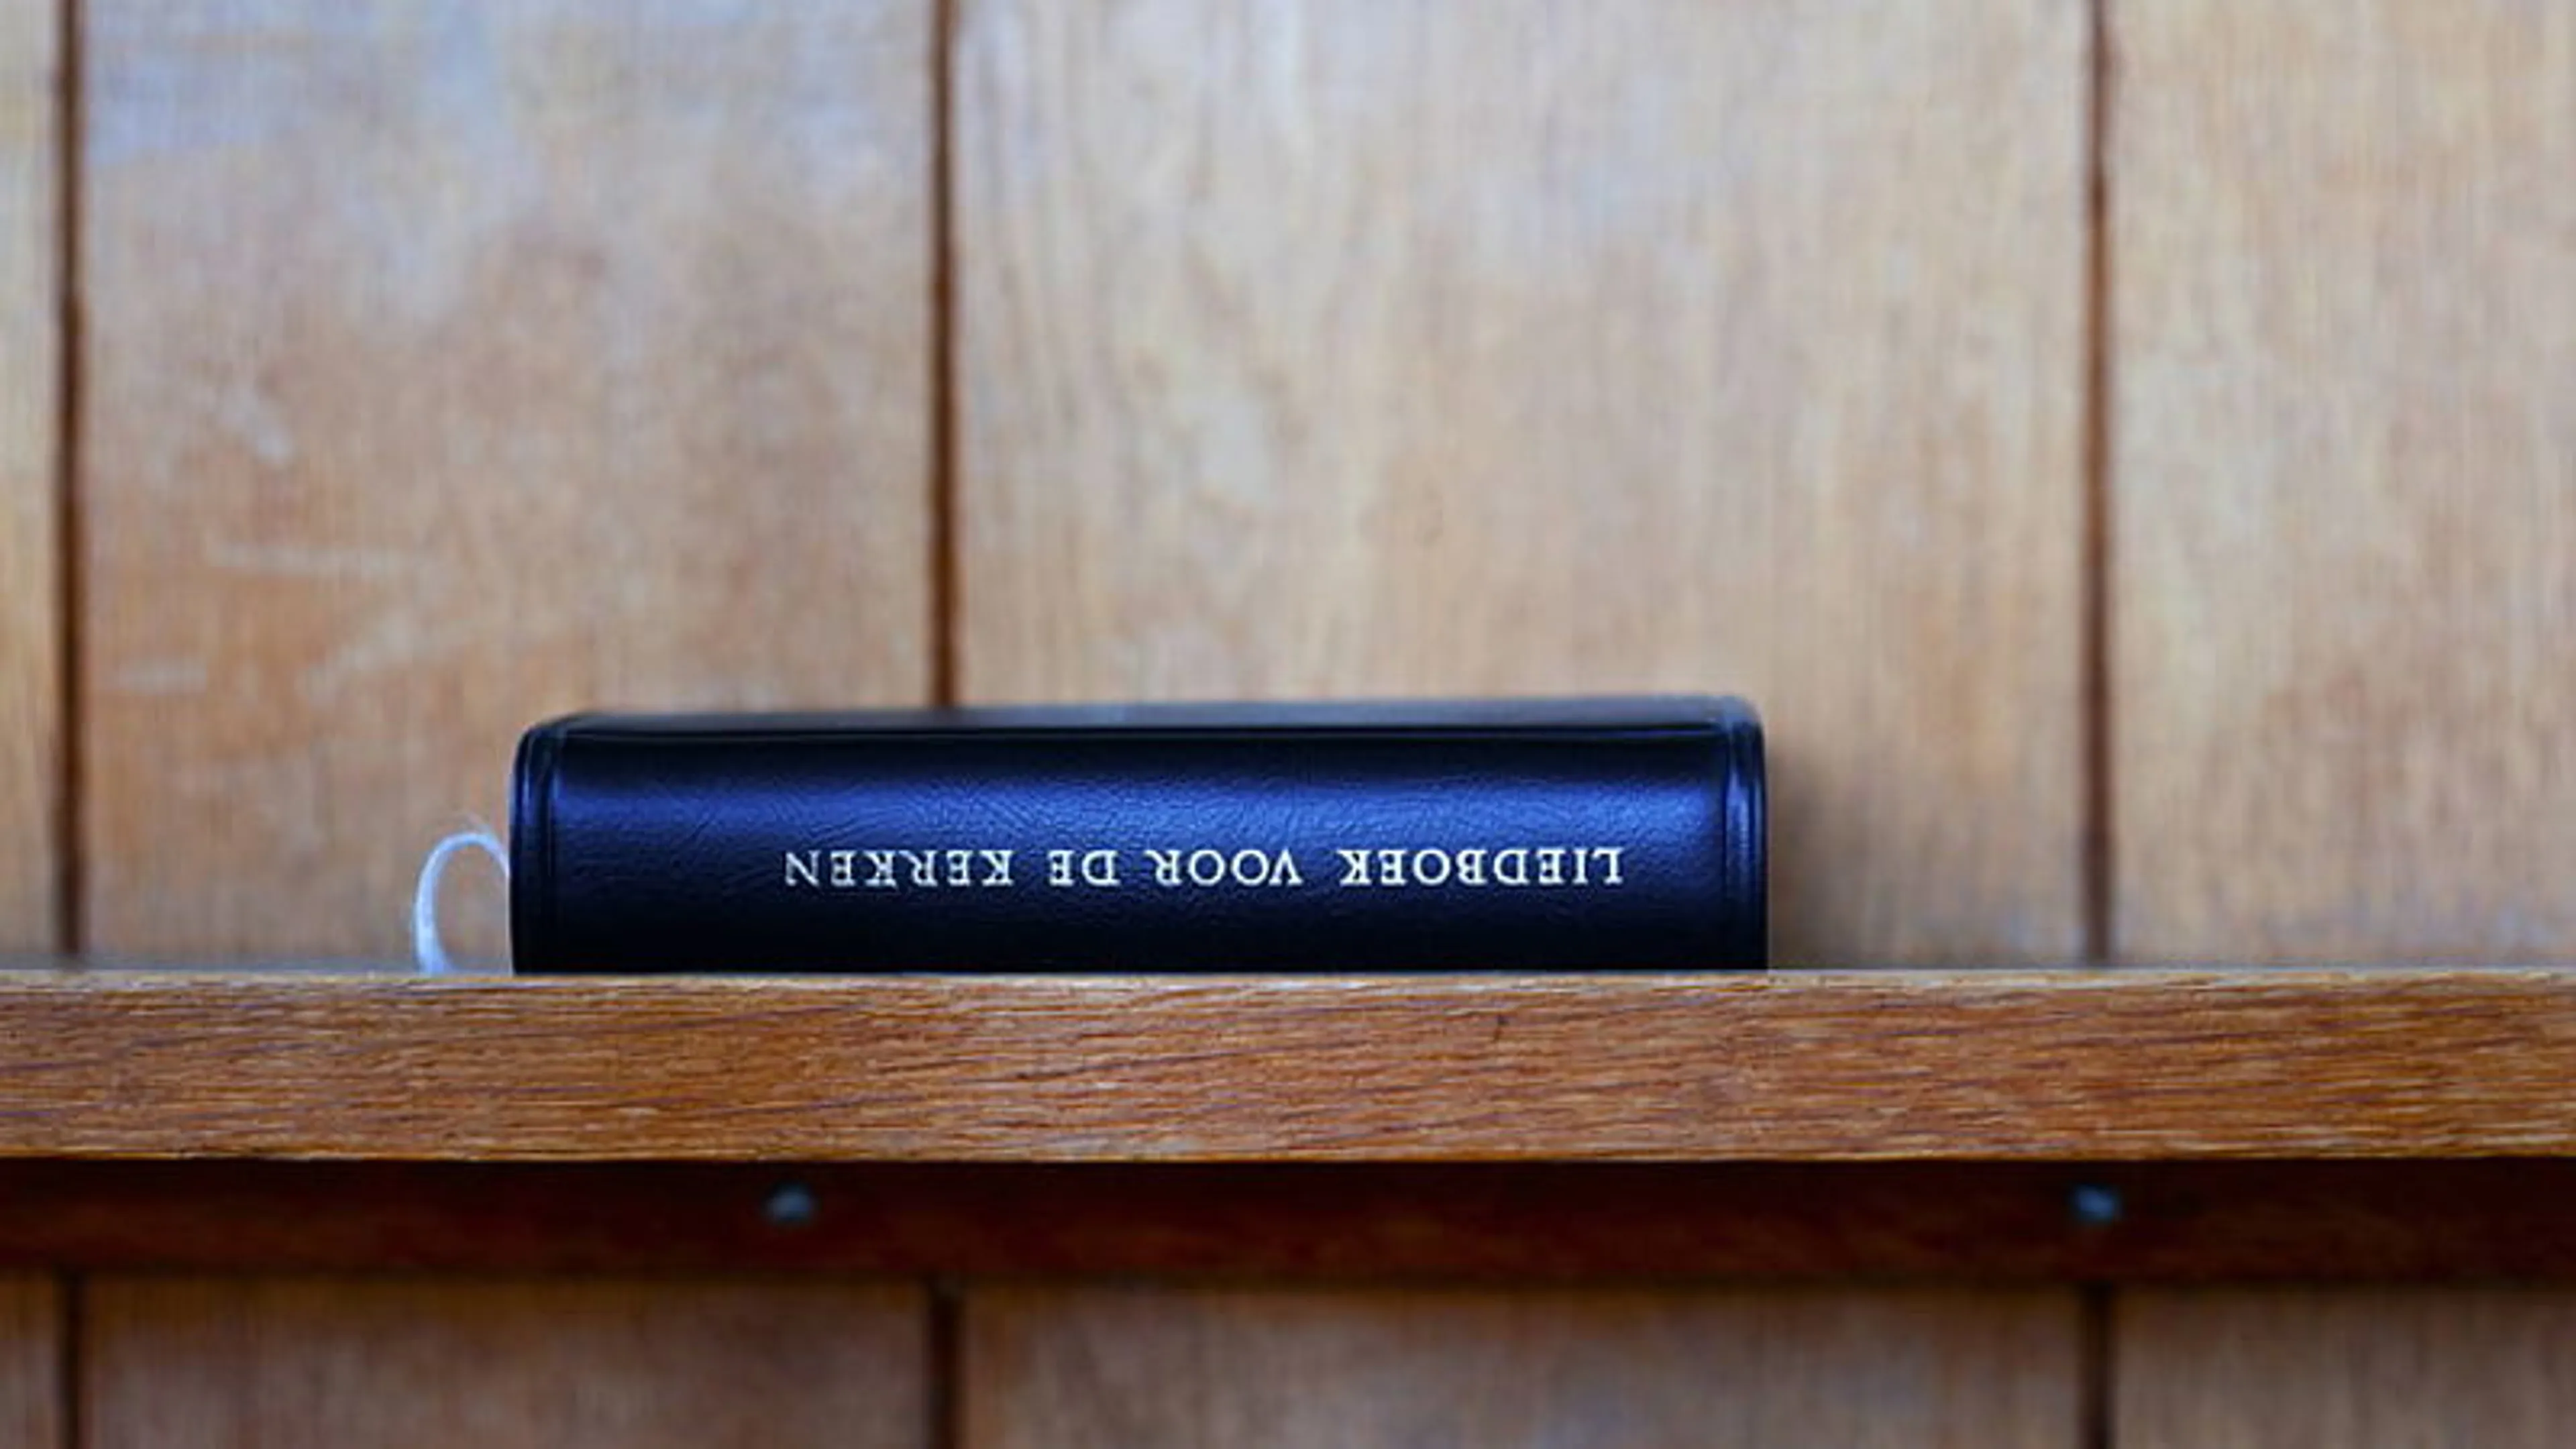 LIEDBOEK VOOR DE KERKEN